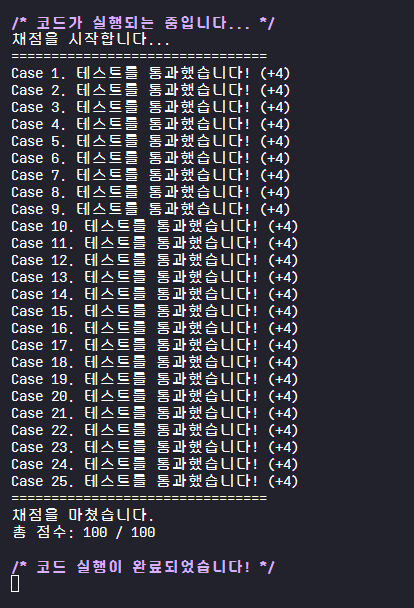 /* 코드가 실행되는 중입니다... */
채점을 시작합니다...
================================
Case 1. 테스트를 통과했습니다! (+4)
Case 2. 테스트를 통과했습니다! (+4)
Case 3. 테스트를 통과했습니다! (+4)
Case 4. 테스트를 통과했습니다! (+4)
Case 5. 테스트를 통과했습니다! (+4)
Case 6. 테스트를 통과했습니다! (+4)
Case 7. 테스트를 통과했습니다! (+4)
Case 8. 테스트를 통과했습니다! (+4)
Case 9. 테스트를 통과했습니다! (+4)
Case 10. 테스트를 통과했습니다! (+4)
Case 11. 테스트를 통과했습니다! (+4)
Case 12. 테스트를 통과했습니다! (+4)
Case 13. 테스트를 통과했습니다! (+4)
Case 14. 테스트를 통과했습니다! (+4)
Case 15. 테스트를 통과했습니다! (+4)
Case 16. 테스트를 통과했습니다! (+4)
Case 17. 테스트를 통과했습니다! (+4)
Case 18. 테스트를 통과했습니다! (+4)
Case 19. 테스트를 통과했습니다! (+4)
Case 20. 테스트를 통과했습니다! (+4)
Case 21. 테스트를 통과했습니다! (+4)
Case 22. 테스트를 통과했습니다! (+4)
Case 23. 테스트를 통과했습니다! (+4)
Case 24. 테스트를 통과했습니다! (+4)
Case 25. 테스트를 통과했습니다! (+4)
================================
채점을 마쳤습니다.
총 점수: 100 / 100
/* 코드 실행이 완료되었습니다! */